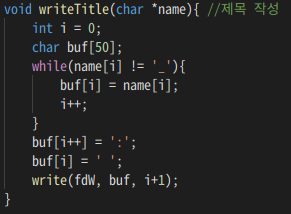 void writeTitle(char *name){ //제목 작성
    int i = 0;
    char buf[50];
    while(name[i] != '_'){
        buf[i] = name[i];
        i++;
    }
    buf[i++] = ':';
    buf[i] = ' ';
    write(fdW, buf, i+1);
}